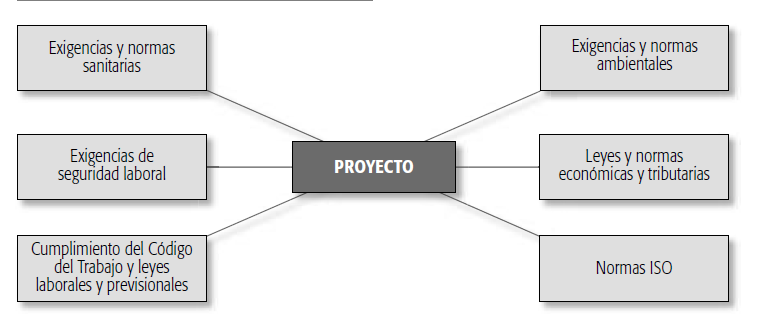 Exigencias y normas
sanitarias
Exigencias y normas
ambientales
Exigencias de
seguridad laboral
PROYECTO
Leyes y normas
económicas y tributarias
Cumplimiento del Código
del Trabajo y leyes
laborales y previsionales
Normas ISO